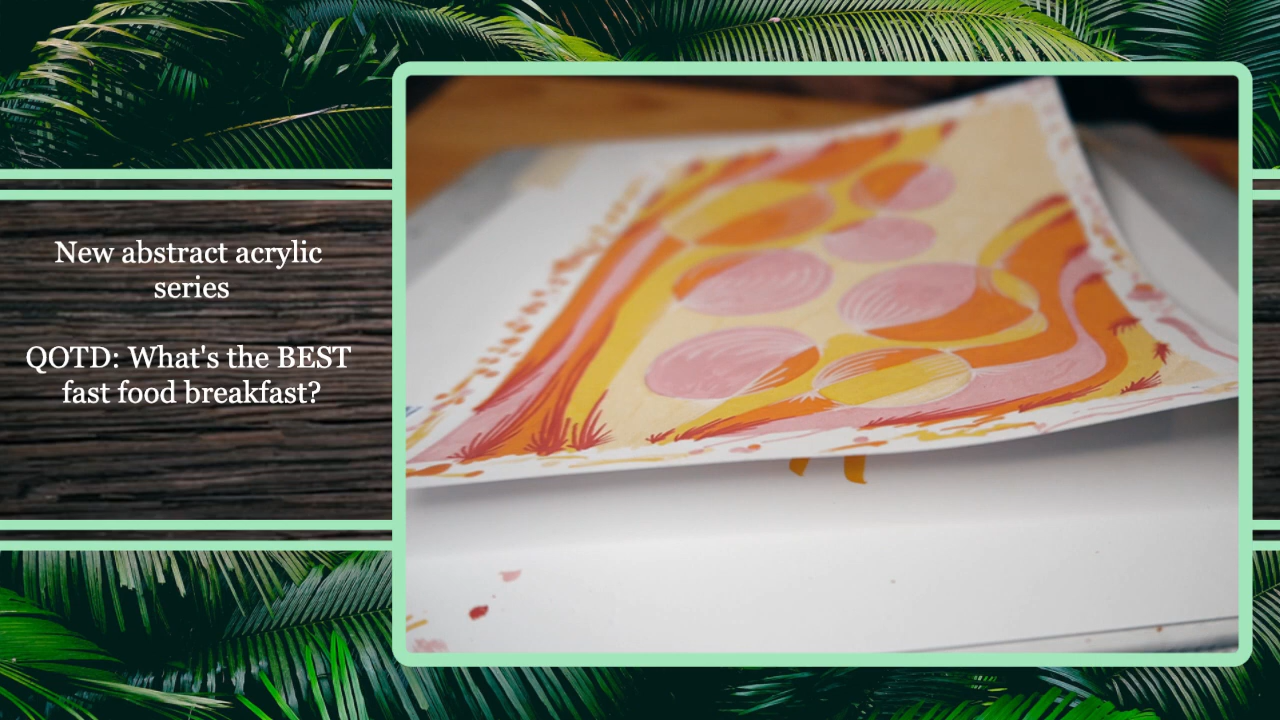 New abstract acrylic
series
QOTD: What's the BEST
fast food breakfast?